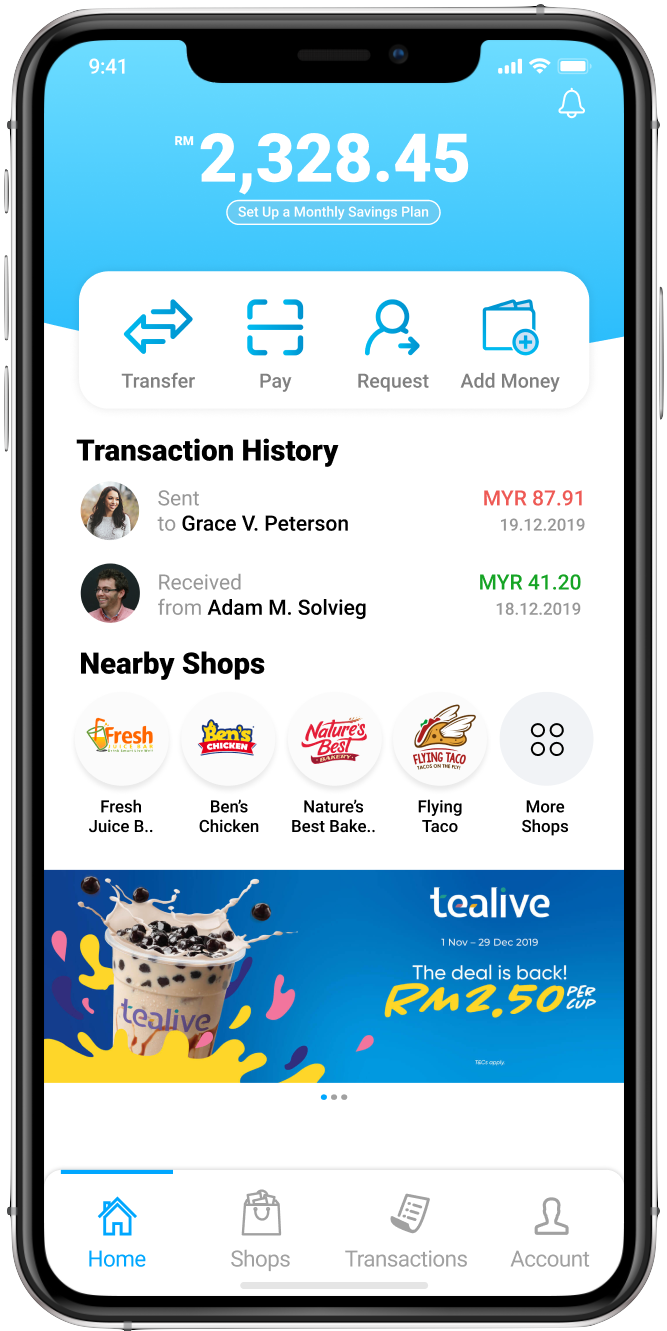 9:41
RM 2,328.45
Set Up a Monthly Savings Plan
Transfer
Pay
Request
Add Money
Transaction History
Sent
to Grace V. Peterson
MYR 87.91
19.12.2019
Received
from Adam M. Solvieg
MYR 41.20
18.12.2019
Nearby Shops
Fresh
JUICE BAR
Ben's
CHICKEN
Nature's
Best
BAKERY
FLYING TACO
TACOS ON THE FLY!
Fresh
Juice B..
Ben's
Chicken
Nature's
Best Bake..
Flying
Taco
More
Shops
tealive
tealive
1 Nov – 29 Dec 2019
The deal is back!
RM2.50 PER
CUP
T&Cs apply.
Home
Shops
Transactions
Account